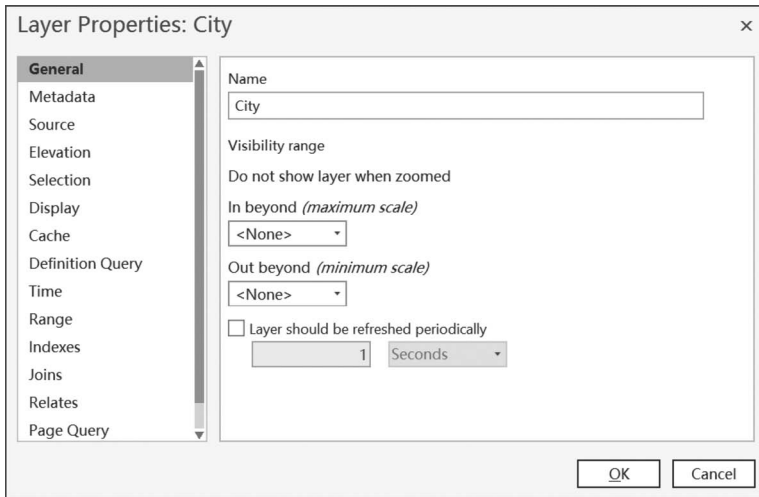 Layer Properties: City
General
Metadata
Source
Elevation
Selection
Display
Cache
Definition Query
Time
Range
Indexes
Joins
Relates
Page Query
Name
City
Visibility range
Do not show layer when zoomed
In beyond (maximum scale)
<None>
Out beyond (minimum scale)
<None>
Layer should be refreshed periodically
1 Seconds
OK Cancel